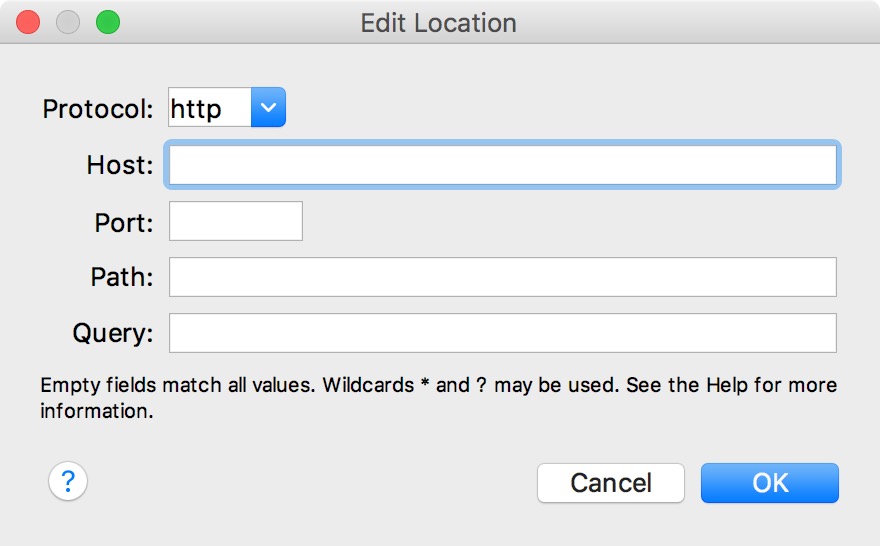 Edit Location
Protocol: http
Host:
Port:
Path:
Query:
Empty fields match all values. Wildcards * and ? may be used. See the Help for more
information.
? Cancel OK